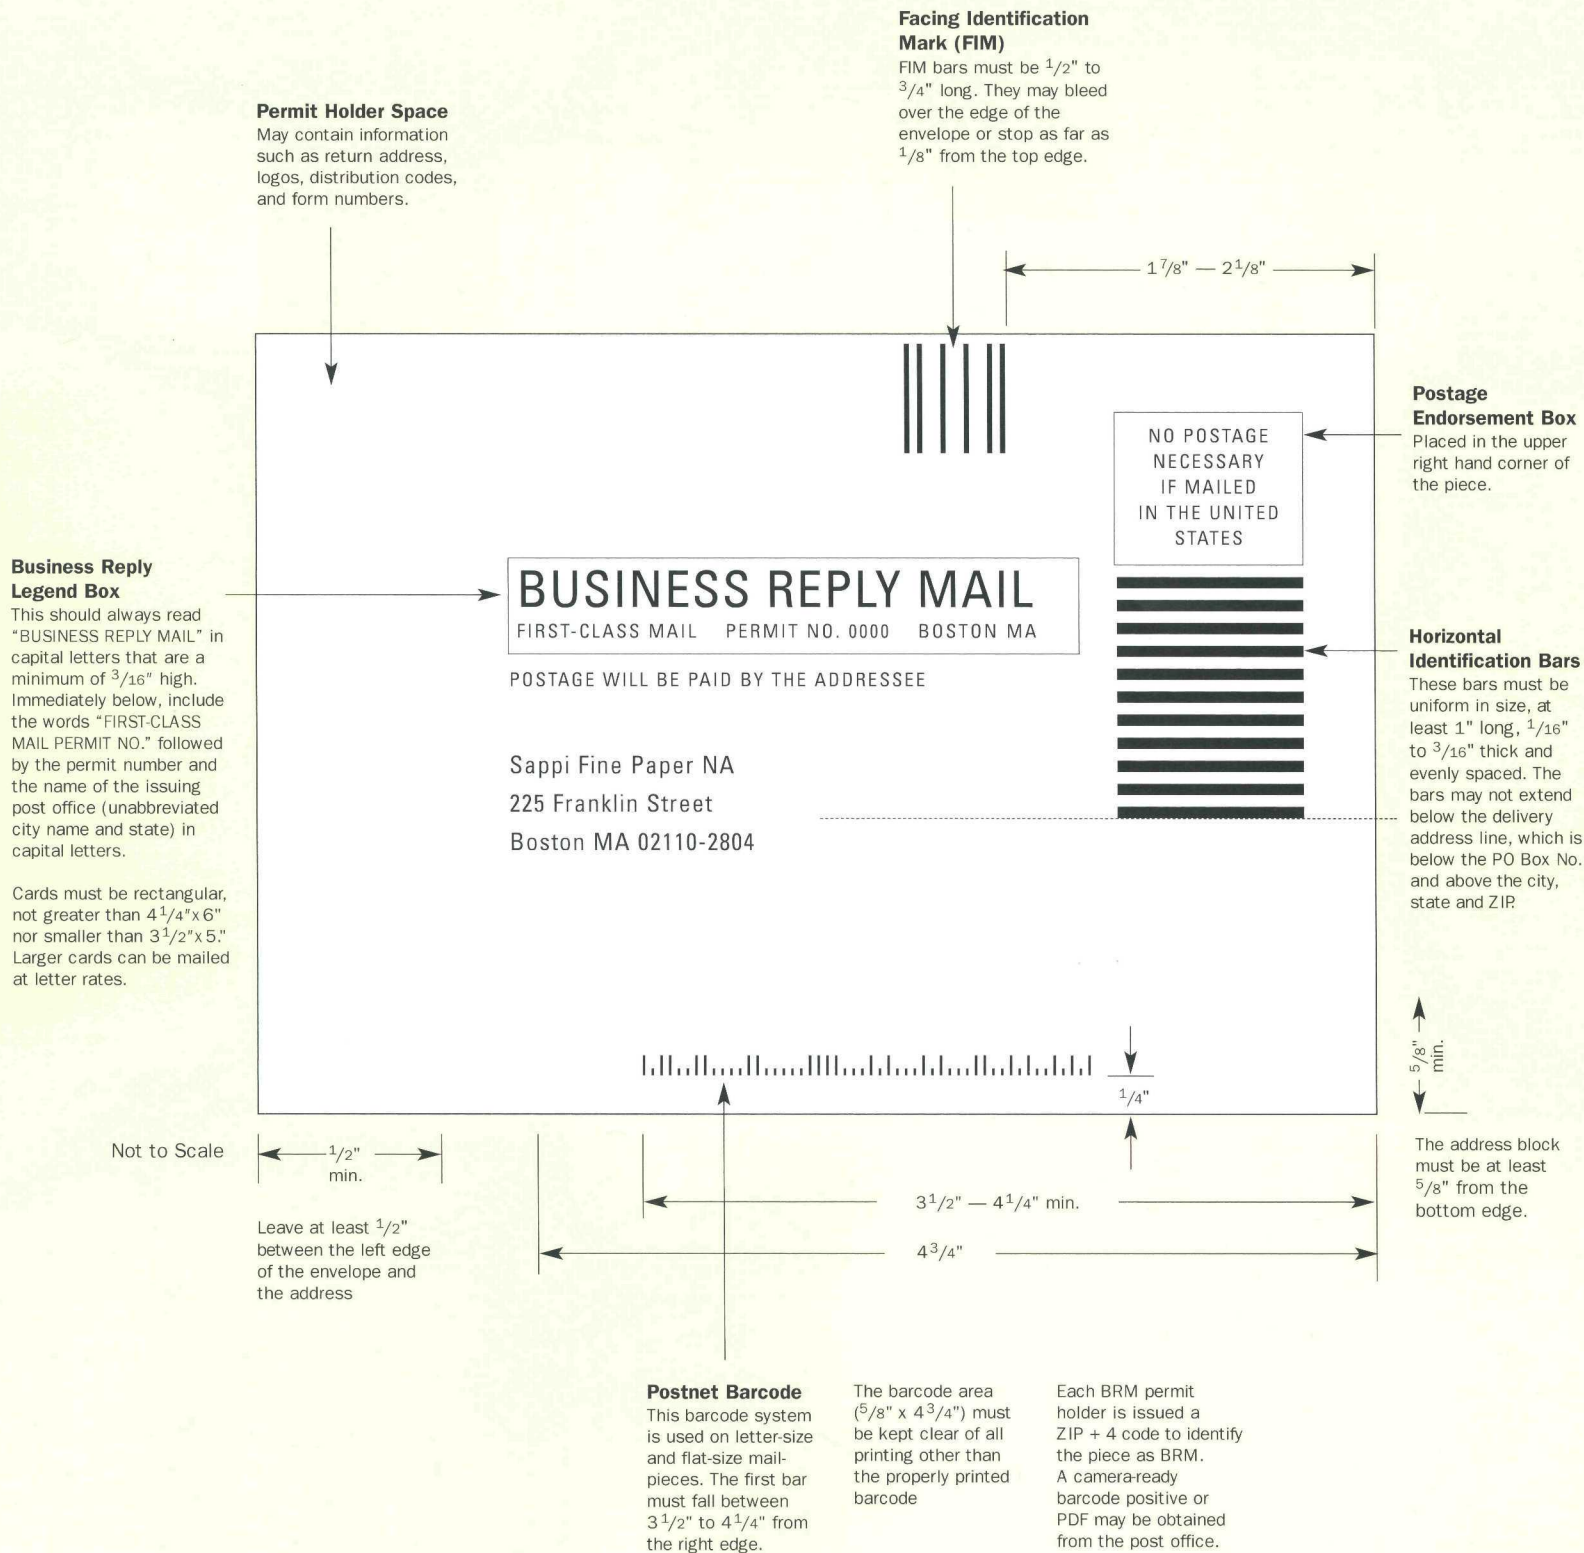 Facing Identification
Mark (FIM)
FIM bars must be 1/2" to
3/4" long. They may bleed
over the edge of the
envelope or stop as far as
1/8" from the top edge.
Permit Holder Space
May contain information
such as return address,
logos, distribution codes,
and form numbers.
1 7/8" — 2 1/8"
Postage
Endorsement Box
Placed in the upper
right hand corner of
the piece.
NO POSTAGE
NECESSARY
IF MAILED
IN THE UNITED
STATES
Business Reply
Legend Box
This should always read
"BUSINESS REPLY MAIL" in
capital letters that are a
minimum of 3/16" high.
Immediately below, include
the words "FIRST-CLASS
MAIL PERMIT NO." followed
by the permit number and
the name of the issuing
post office (unabbreviated
city name and state) in
capital letters.
Cards must be rectangular,
not greater than 4 1/4"x 6"
nor smaller than 3 1/2"x 5."
Larger cards can be mailed
at letter rates.
BUSINESS REPLY MAIL
FIRST-CLASS MAIL PERMIT NO. 0000 BOSTON MA
POSTAGE WILL BE PAID BY THE ADDRESSEE
Sappi Fine Paper NA
225 Franklin Street
Boston MA 02110-2804
Horizontal
Identification Bars
These bars must be
uniform in size, at
least 1" long, 1/16"
to 3/16" thick and
evenly spaced. The
bars may not extend
below the delivery
address line, which is
below the PO Box No.
and above the city,
state and ZIP.
5/8"
min.
1/4"
The address block
must be at least
5/8" from the
bottom edge.
Not to Scale
1/2"
min.
Leave at least 1/2"
between the left edge
of the envelope and
the address
3 1/2" — 4 1/4" min.
4 3/4"
Postnet Barcode
This barcode system
is used on letter-size
and flat-size mail-
pieces. The first bar
must fall between
3 1/2" to 4 1/4" from
the right edge.
The barcode area
(5/8" x 4 3/4") must
be kept clear of all
printing other than
the properly printed
barcode
Each BRM permit
holder is issued a
ZIP + 4 code to identify
the piece as BRM.
A camera-ready
barcode positive or
PDF may be obtained
from the post office.